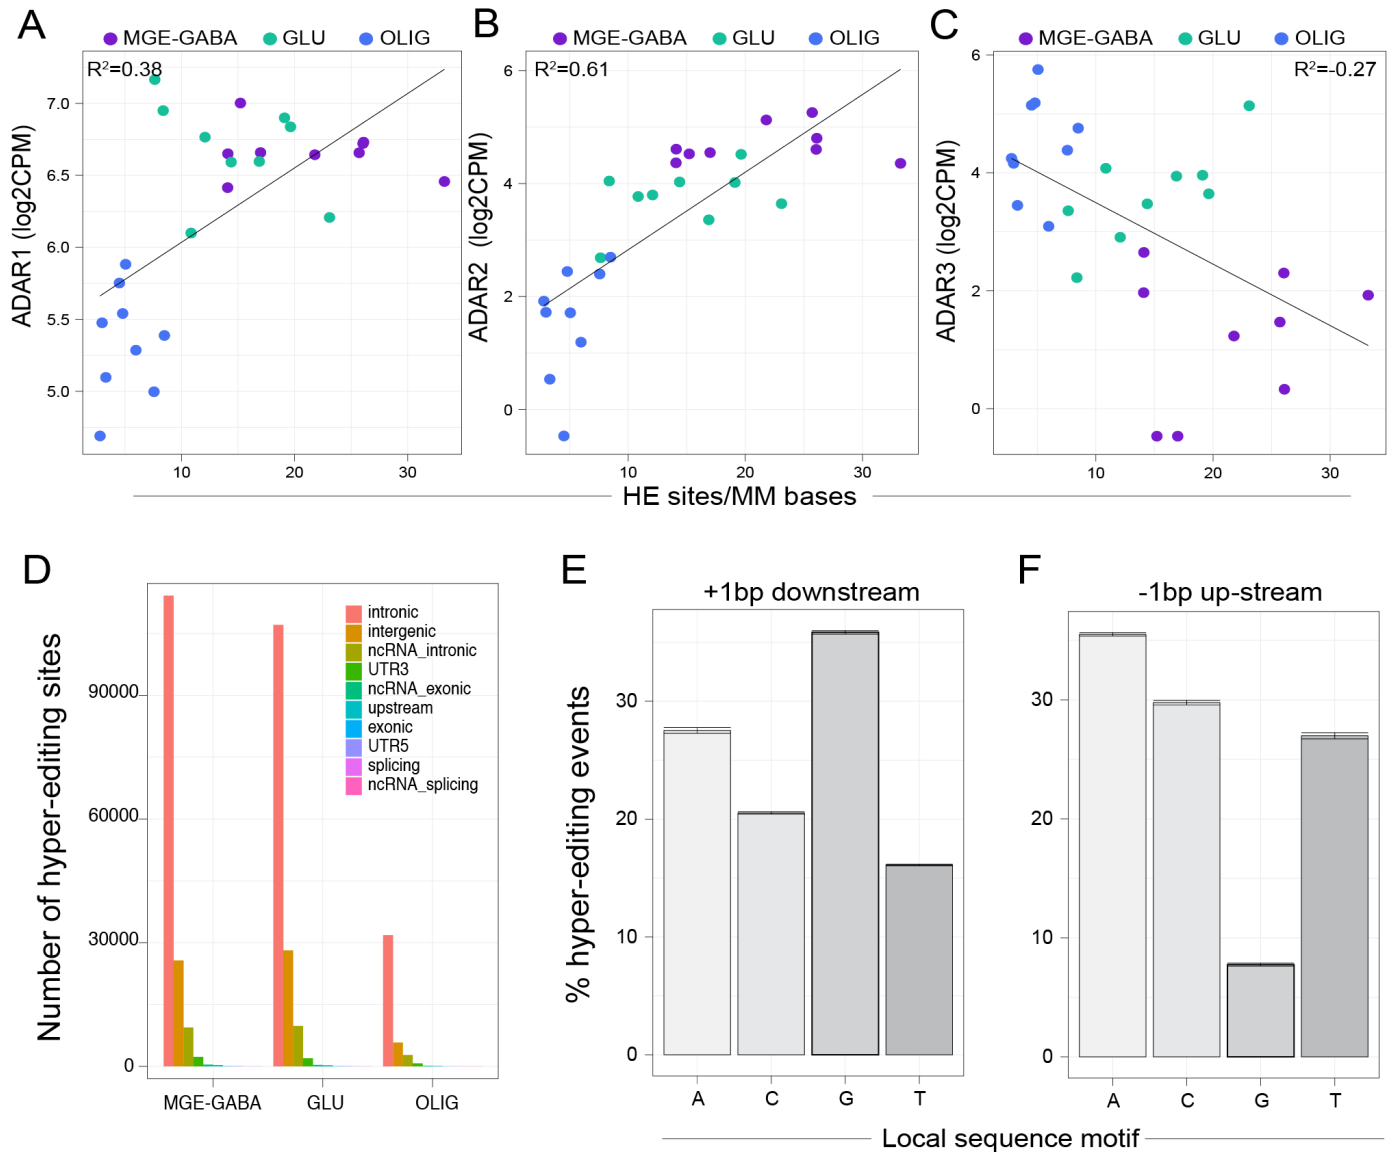 A
MGE-GABA
GLU
OLIG
R²=0.38
ADAR1 (log2CPM)
7.0
6.5
6.0
5.5
5.0
10
20
30
B
MGE-GABA
GLU
OLIG
R²=0.61
ADAR2 (log2CPM)
6
4
2
0
10
20
30
C
MGE-GABA
GLU
OLIG
R²=-0.27
ADAR3 (log2CPM)
6
4
2
0
10
20
30
HE sites/MM bases
D
Number of hyper-editing sites
90000
60000
30000
0
intronic
intergenic
ncRNA_intronic
UTR3
ncRNA_exonic
upstream
exonic
UTR5
splicing
ncRNA_splicing
MGE-GABA
GLU
OLIG
E
+1bp downstream
% hyper-editing events
30
20
10
0
A
C
G
T
F
-1bp up-stream
30
20
10
0
A
C
G
T
Local sequence motif